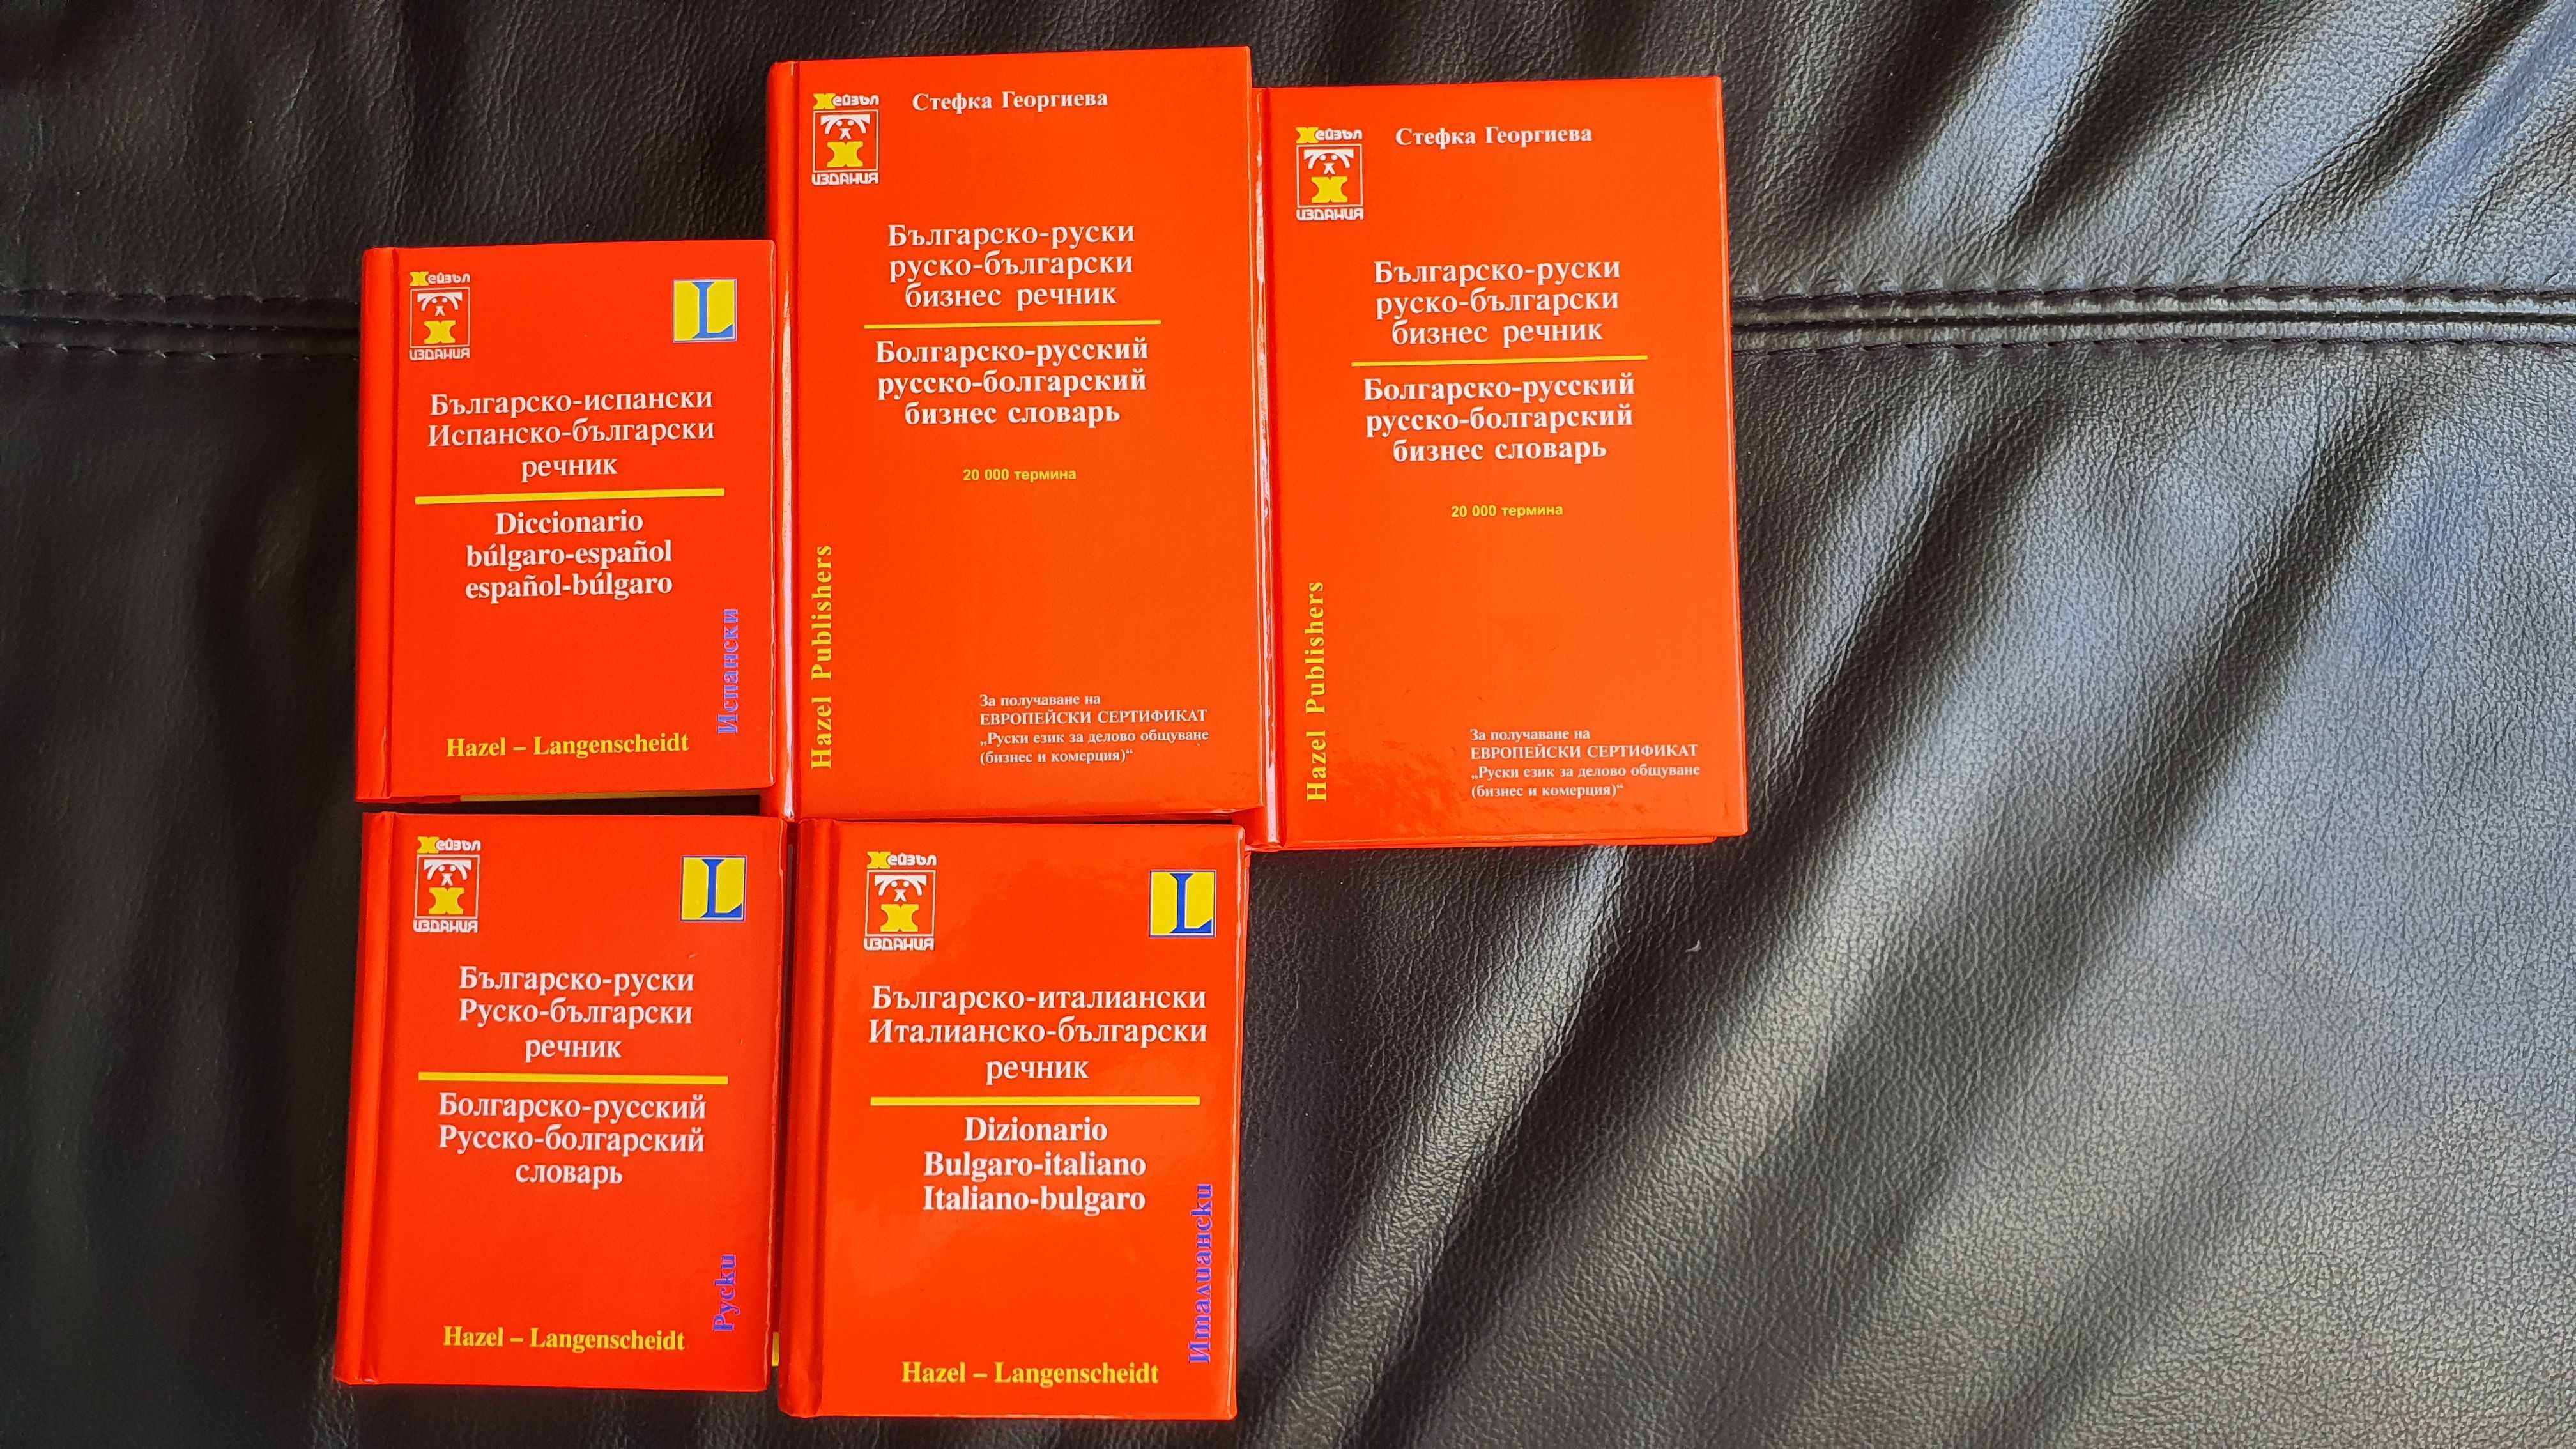 Хейзъл
ИЗДАНИЯ
Българско-испански
Испанско-български
речник
Diccionario
búlgaro-español
español-búlgaro
Испански
Hazel – Langenscheidt
Хейзъл
ИЗДАНИЯ
Стефка Георгиева
Българско-руски
руско-български
бизнес речник
Болгарско-русский
русско-болгарский
бизнес словарь
20 000 термина
Hazel Publishers
За получаване на
ЕВРОПЕЙСКИ СЕРТИФИКАТ
„Руски език за делово общуване
(бизнес и комерция)“
Хейзъл
ИЗДАНИЯ
Стефка Георгиева
Българско-руски
руско-български
бизнес речник
Болгарско-русский
русско-болгарский
бизнес словарь
20 000 термина
Hazel Publishers
За получаване на
ЕВРОПЕЙСКИ СЕРТИФИКАТ
„Руски език за делово общуване
(бизнес и комерция)“
Хейзъл
ИЗДАНИЯ
Българско-руски
Руско-български
речник
Болгарско-русский
Русско-болгарский
словарь
Руски
Hazel – Langenscheidt
Хейзъл
ИЗДАНИЯ
Българско-италиански
Италианско-български
речник
Dizionario
Bulgaro-italiano
Italiano-bulgaro
Италиански
Hazel – Langenscheidt